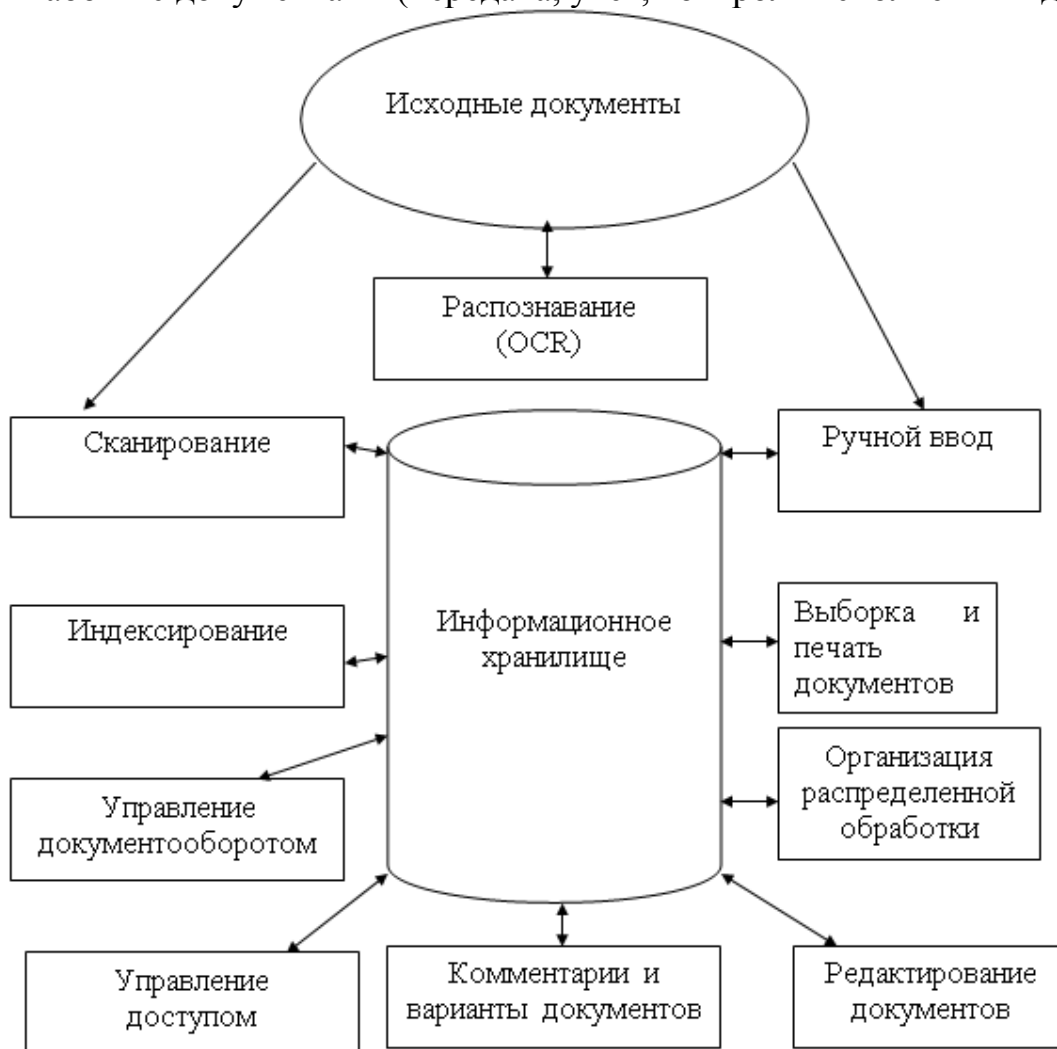 Исходные документы
Распознавание
(OCR)
Сканирование
Ручной ввод
Индексирование
Информационное
хранилище
Выборка и
печать
документов
Управление
документооборотом
Организация
распределенной
обработки
Управление
доступом
Комментарии и
варианты документов
Редактирование
документов